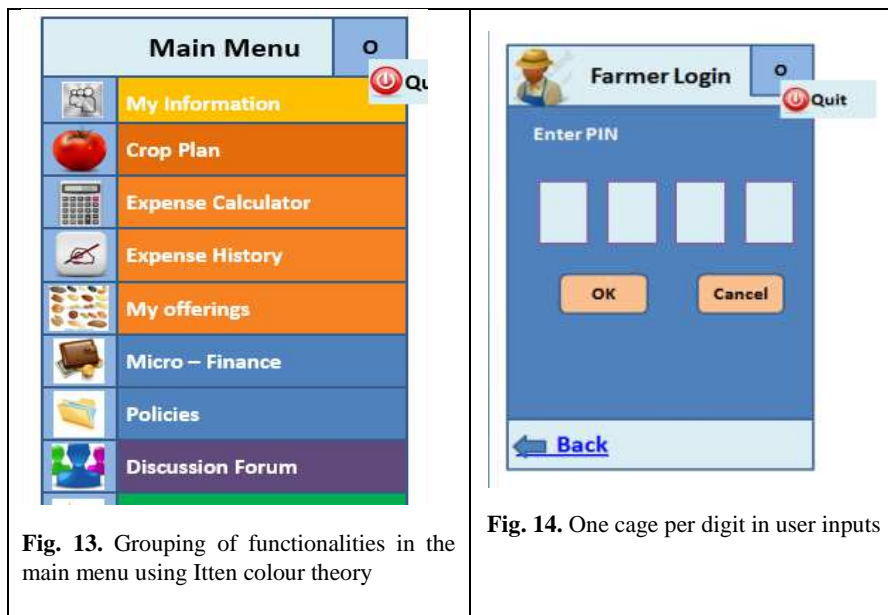 Main Menu
O
Qu
My Information
Crop Plan
Expense Calculator
Expense History
My offerings
Micro – Finance
Policies
Discussion Forum
Fig. 13. Grouping of functionalities in the
main menu using Itten colour theory
Farmer Login
O
Quit
Enter PIN
OK
Cancel
Back
Fig. 14. One cage per digit in user inputs